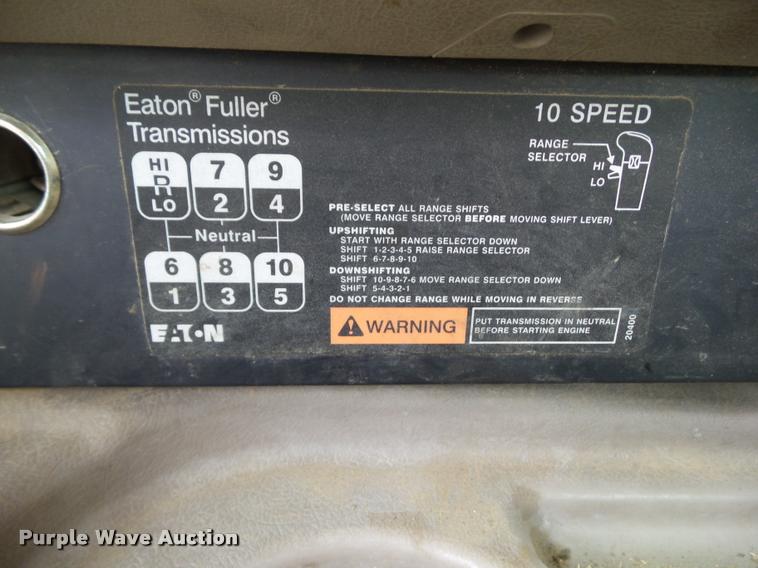 Eaton® Fuller®
Transmissions
10 SPEED
RANGE
SELECTOR
HI
LO
HI 7 9
R
LO 2 4
Neutral
6 8 10
1 3 5
PRE-SELECT ALL RANGE SHIFTS
(MOVE RANGE SELECTOR BEFORE MOVING SHIFT LEVER)
UPSHIFTING
START WITH RANGE SELECTOR DOWN
SHIFT 1-2-3-4-5 RAISE RANGE SELECTOR
SHIFT 6-7-8-9-10
DOWNSHIFTING
SHIFT 10-9-8-7-6 MOVE RANGE SELECTOR DOWN
SHIFT 5-4-3-2-1
DO NOT CHANGE RANGE WHILE MOVING IN REVERSE
EATON
WARNING
PUT TRANSMISSION IN NEUTRAL
BEFORE STARTING ENGINE
20400
Purple Wave Auction